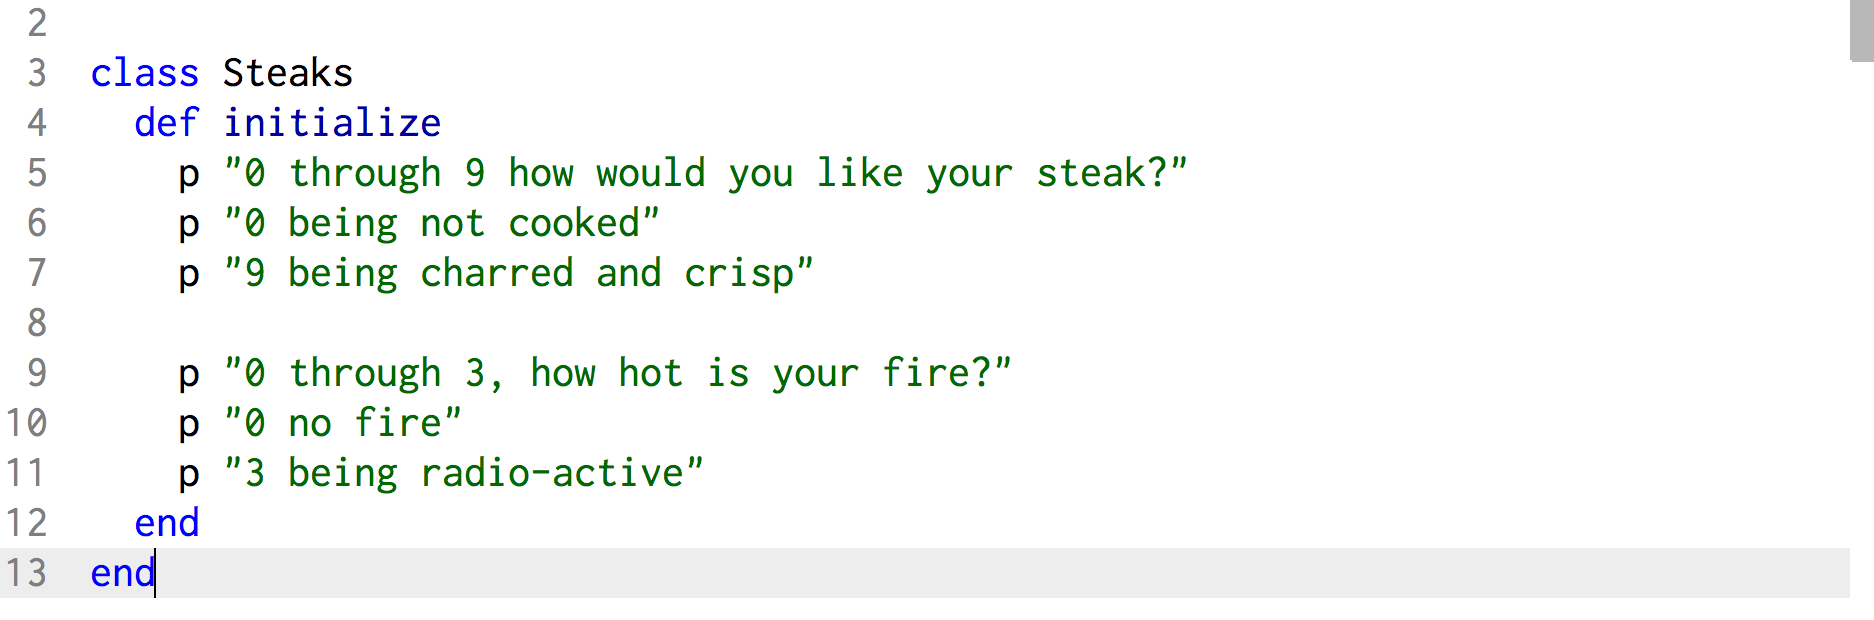 2
3 class Steaks
4   def initialize
5     p "0 through 9 how would you like your steak?"
6     p "0 being not cooked"
7     p "9 being charred and crisp"
8
9     p "0 through 3, how hot is your fire?"
10     p "0 no fire"
11     p "3 being radio-active"
12   end
13 end